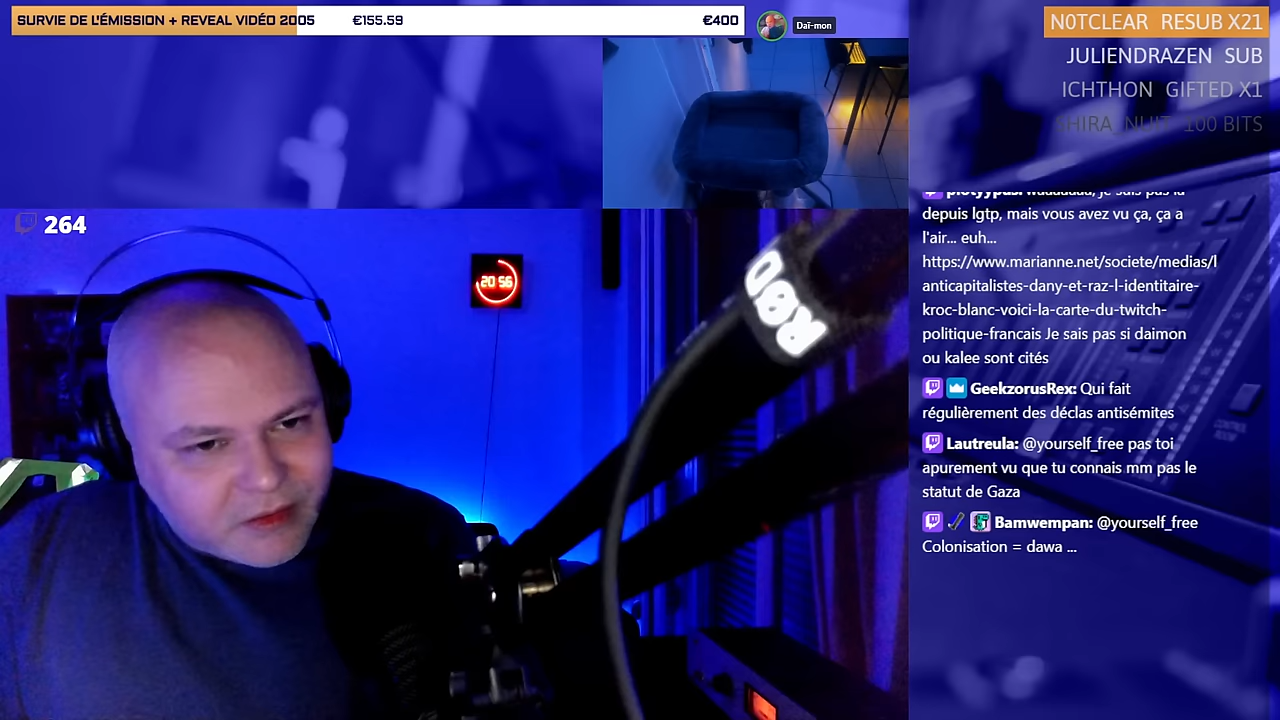 SURVIE DE L'ÉMISSION + REVEAL VIDÉO 2005 €155.59 €400
Daï-mon
N0TCLEAR RESUB X21
JULIENDRAZEN SUB
ICHTHON GIFTED X1
SHIRA_NUIT 100 BITS
264
20 56
RØDE
depuis lgtp, mais vous avez vu ça, ça a
l'air... euh...
https://www.marianne.net/societe/medias/l
anticapitalistes-dany-et-raz-l-identitaire-
kroc-blanc-voici-la-carte-du-twitch-
politique-francais Je sais pas si daimon
ou kalee sont cités
GeekzorusRex: Qui fait
régulièrement des déclas antisémites
Lautreula: @yourself_free pas toi
apurement vu que tu connais mm pas le
statut de Gaza
Bamwempan: @yourself_free
Colonisation = dawa ...
CONTROL
ROOM